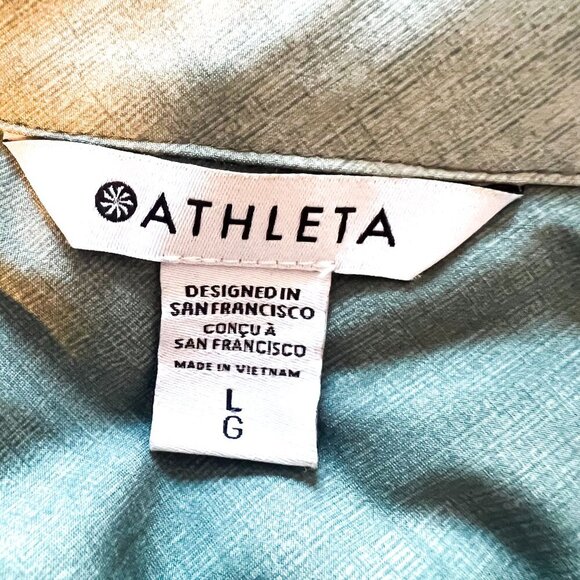 ATHLETA
DESIGNED IN
SAN FRANCISCO
CONÇU À
SAN FRANCISCO
MADE IN VIETNAM
L
G